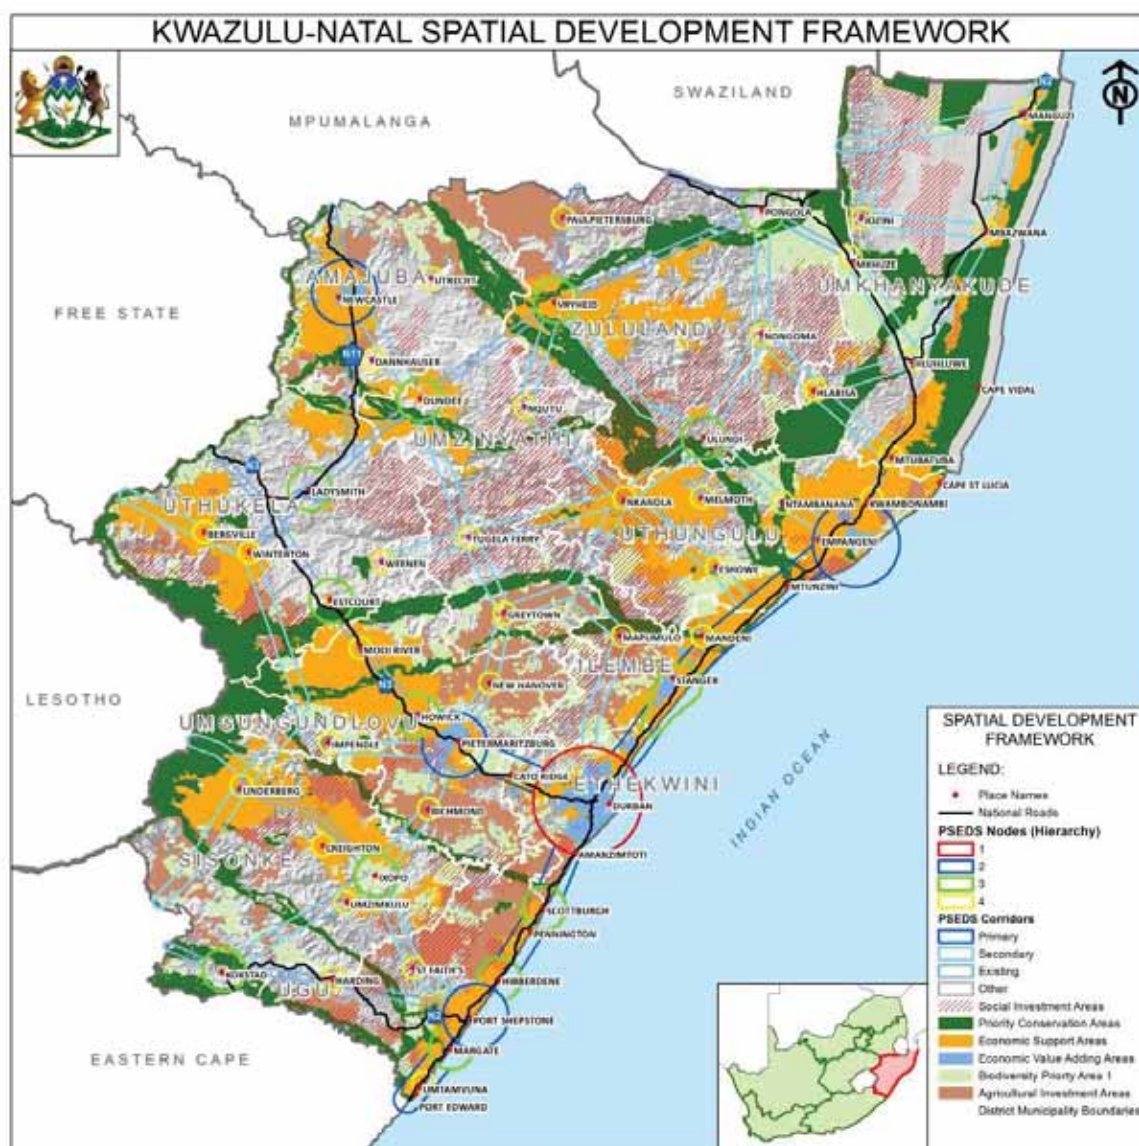 KWAZULU-NATAL SPATIAL DEVELOPMENT FRAMEWORK
SWAZILAND
MPUMALANGA
N
N2
MANGUZI
PAULPIETERSBURG
PONGOLA
JOZINI
MBAZWANA
MKHUZE
AMAJUBA
UTRECHT
UMKHANYAKUDE
NEWCASTLE
VRYHEID
FREE STATE
ZULULAND
NONGOMA
N11
DANNHAUSER
HLUHLUWE
HLABISA
CAPE VIDAL
DUNDEE
NQUTU
UMZINYATHI
ULUNDI
MTUBATUBA
LADYSMITH
CAPE ST LUCIA
UTHUKELA
NKANDLA
MELMOTH
NTAMBANANA
KWAMBONAMBI
BERGVILLE
UTHUNGULU
TUGELA FERRY
EMPANGENI
WINTERTON
WEENEN
ESHOWE
MTUNZINI
ESTCOURT
GREYTOWN
MAPUMULO
MANDENI
MOOI RIVER
ILEMBE
STANGER
N3
NEW HANOVER
LESOTHO
UMGUNGUNDLOVU
HOWICK
IMPENDLE
PIETERMARITZBURG
CATO RIDGE
ETHEKWINI
UNDERBERG
DURBAN
RICHMOND
INDIAN OCEAN
CREIGHTON
AMANZIMTOTI
SISONKE
IXOPO
UMZIMKULU
SCOTTBURGH
PENNINGTON
ST FAITH'S
KOKSTAD
HARDING
HIBBERDENE
UGU
N2
PORT SHEPSTONE
EASTERN CAPE
MARGATE
UMTAMVUNA
PORT EDWARD
SPATIAL DEVELOPMENT
FRAMEWORK
LEGEND:
Place Names
National Roads
PSEDS Nodes (Hierarchy)
1
2
3
4
PSEDS Corridors
Primary
Secondary
Existing
Other
Social Investment Areas
Priority Conservation Areas
Economic Support Areas
Economic Value Adding Areas
Biodiversity Priorty Area 1
Agricultural Investment Areas
District Municipality Boundaries